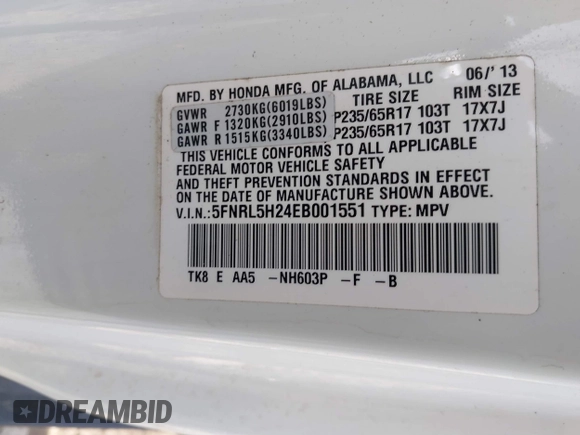 MFD. BY HONDA MFG. OF ALABAMA, LLC 06/'13
TIRE SIZE RIM SIZE
GVWR 2730KG(6019LBS)
GAWR F 1320KG(2910LBS) P235/65R17 103T 17X7J
GAWR R 1515KG(3340LBS) P235/65R17 103T 17X7J
THIS VEHICLE CONFORMS TO ALL APPLICABLE
FEDERAL MOTOR VEHICLE SAFETY
AND THEFT PREVENTION STANDARDS IN EFFECT
ON THE DATE OF MANUFACTURE SHOWN ABOVE.
V.I.N.:5FNRL5H24EB001551 TYPE: MPV
TK8 E AA5 -NH603P -F -B
DREAMBID